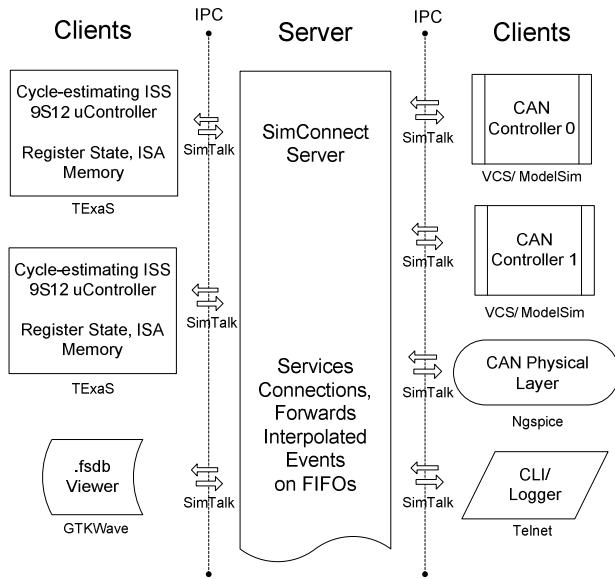 Clients
IPC
Server
IPC
Clients
Cycle-estimating ISS
9S12 uController
Register State, ISA
Memory
TExaS
SimTalk
Cycle-estimating ISS
9S12 uController
Register State, ISA
Memory
TExaS
SimTalk
.fsdb
Viewer
GTKWave
SimTalk
SimConnect
Server
Services
Connections,
Forwards
Interpolated
Events
on FIFOs
SimTalk
CAN
Controller 0
VCS/ ModelSim
SimTalk
CAN
Controller 1
VCS/ ModelSim
SimTalk
CAN Physical
Layer
Ngspice
SimTalk
CLI/
Logger
Telnet